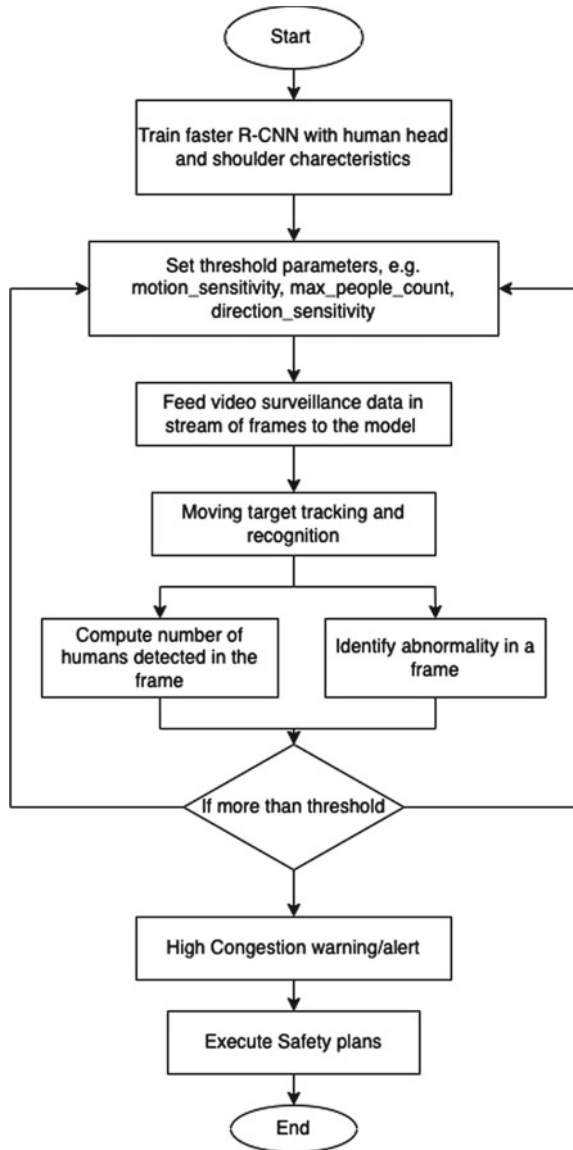 Start
Train faster R-CNN with human head
and shoulder charecteristics
Set threshold parameters, e.g.
motion_sensitivity, max_people_count,
direction_sensitivity
Feed video surveillance data in
stream of frames to the model
Moving target tracking and
recognition
Compute number of
humans detected in the
frame
Identify abnormality in a
frame
If more than threshold
High Congestion warning/alert
Execute Safety plans
End